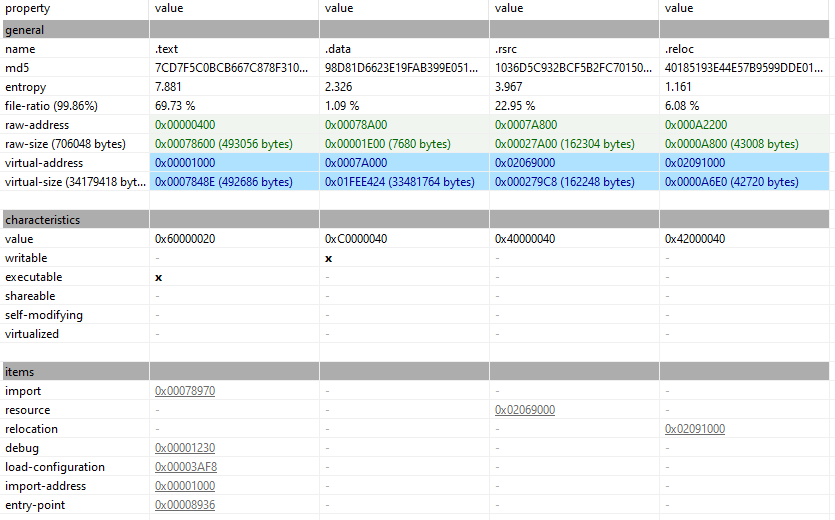 property value value value value
general
name .text .data .rsrc .reloc
md5 7CD7F5C0BCB667C878F310... 98D81D6623E19FAB399E051... 1036D5C932BCF5B2FC70150... 40185193E44E57B9599DDE01...
entropy 7.881 2.326 3.967 1.161
file-ratio (99.86%) 69.73 % 1.09 % 22.95 % 6.08 %
raw-address 0x00000400 0x00078A00 0x0007A800 0x000A2200
raw-size (706048 bytes) 0x00078600 (493056 bytes) 0x00001E00 (7680 bytes) 0x00027A00 (162304 bytes) 0x0000A800 (43008 bytes)
virtual-address 0x00001000 0x0007A000 0x02069000 0x02091000
virtual-size (34179418 byt... 0x0007848E (492686 bytes) 0x01FEE424 (33481764 bytes) 0x000279C8 (162248 bytes) 0x0000A6E0 (42720 bytes)
characteristics
value 0x60000020 0xC0000040 0x40000040 0x42000040
writable - x - -
executable x - - -
shareable - - - -
self-modifying - - - -
virtualized - - - -
items
import 0x00078970 - - -
resource - - 0x02069000 -
relocation - - - 0x02091000
debug 0x00001230 - - -
load-configuration 0x00003AF8 - - -
import-address 0x00001000 - - -
entry-point 0x00008936 - - -